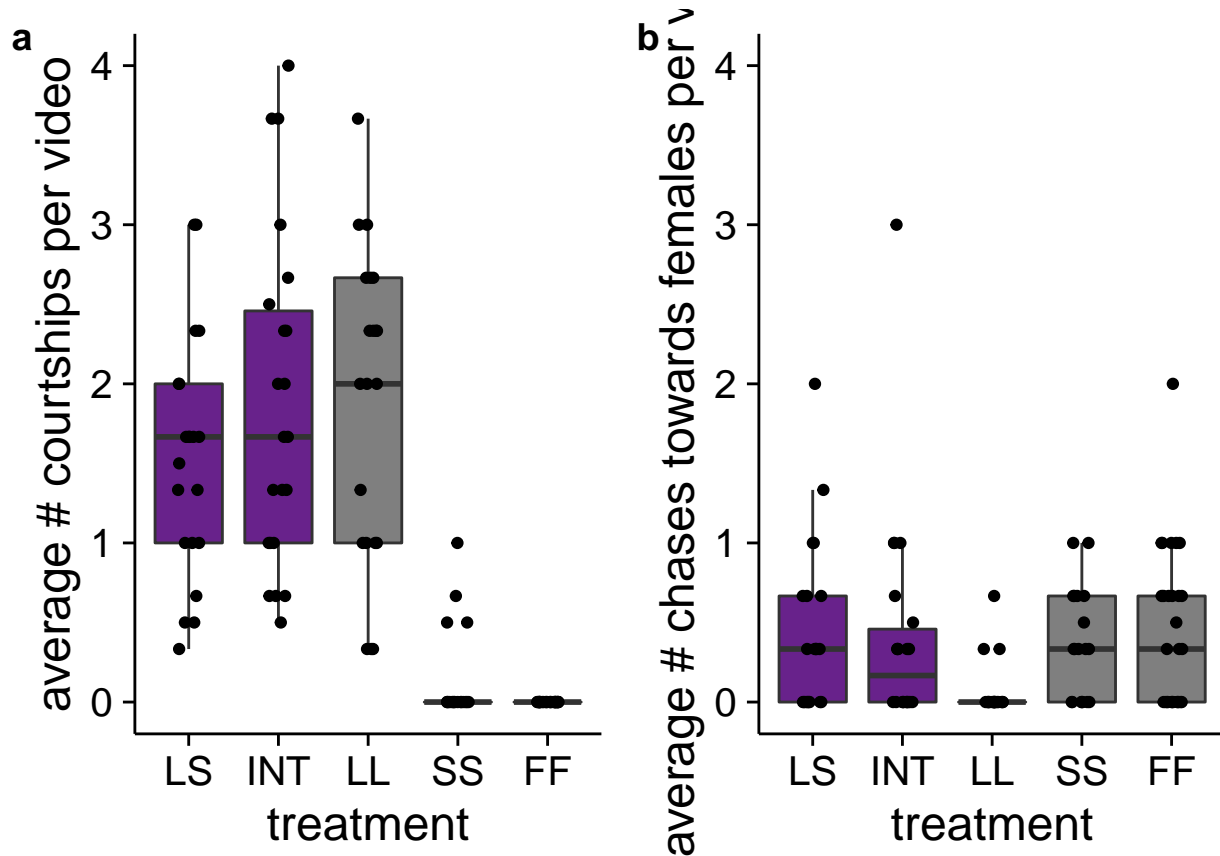 a
average # courtships per video
4
3
2
1
0
LS INT LL SS FF
treatment
b
average # chases towards females per
4
3
2
1
0
LS INT LL SS FF
treatment